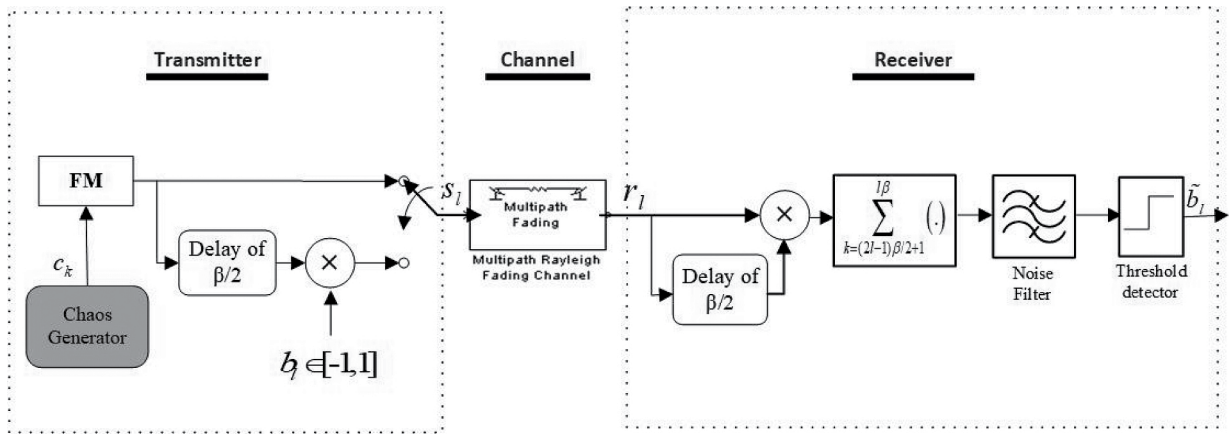 Transmitter
Channel
Receiver
FM
c_k
Chaos
Generator
Delay of
β/2
×
b_l ∈[-1,1]
s_l
Multipath
Fading
Multipath Rayleigh
Fading Channel
r_l
Delay of
β/2
×
lβ
∑ (.)
k=(2l-1)β/2+1
Noise
Filter
Threshold
detector
b̃_l